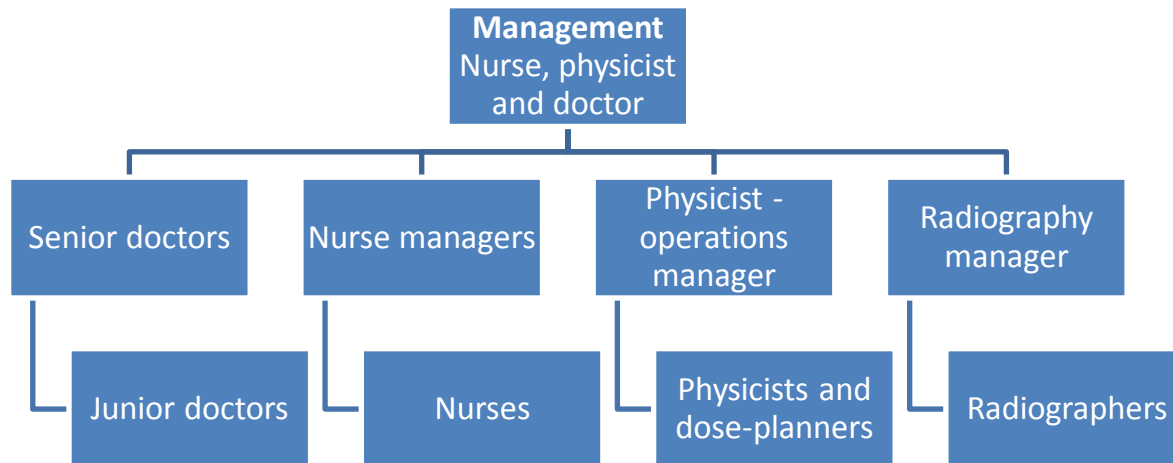 Management
Nurse, physicist
and doctor
Senior doctors
Nurse managers
Physicist -
operations
manager
Radiography
manager
Junior doctors
Nurses
Physicists and
dose-planners
Radiographers